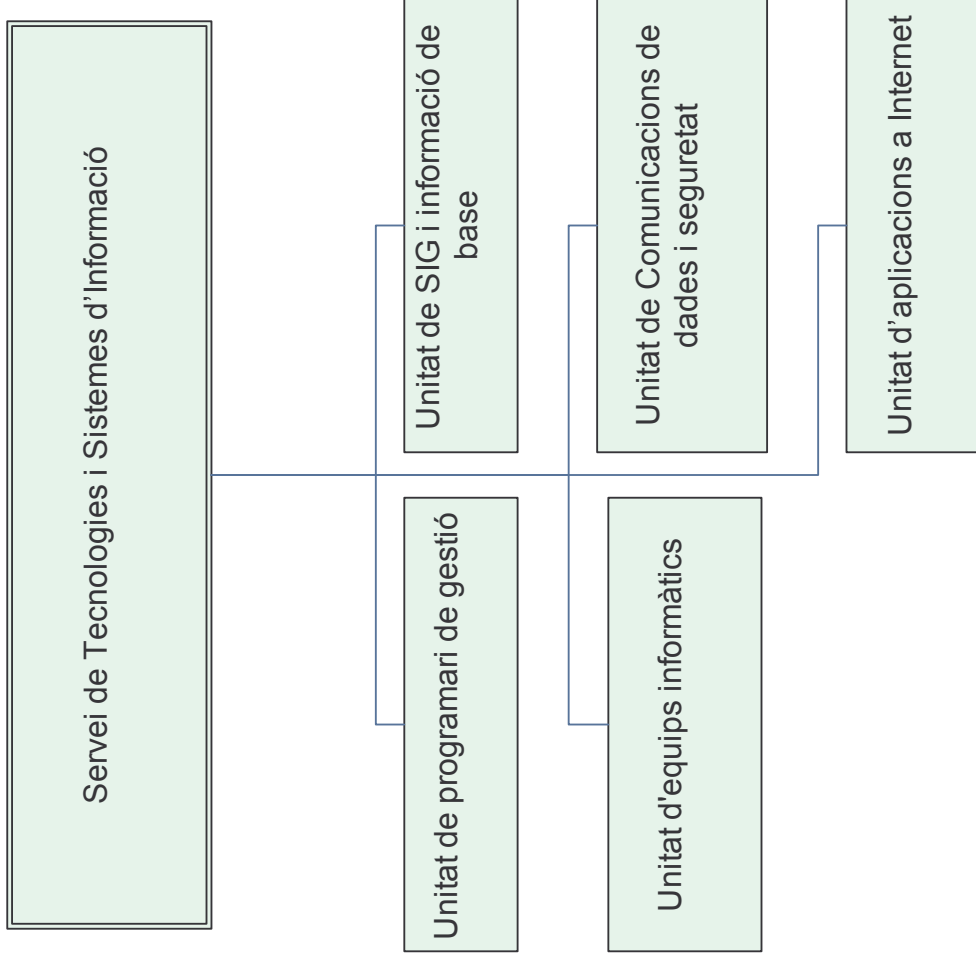 Servei de Tecnologies i Sistemes d’Informació
Unitat de programari de gestió
Unitat de SIG i informació de
base
Unitat d'equips informàtics
Unitat de Comunicacions de
dades i seguretat
Unitat d’aplicacions a Internet